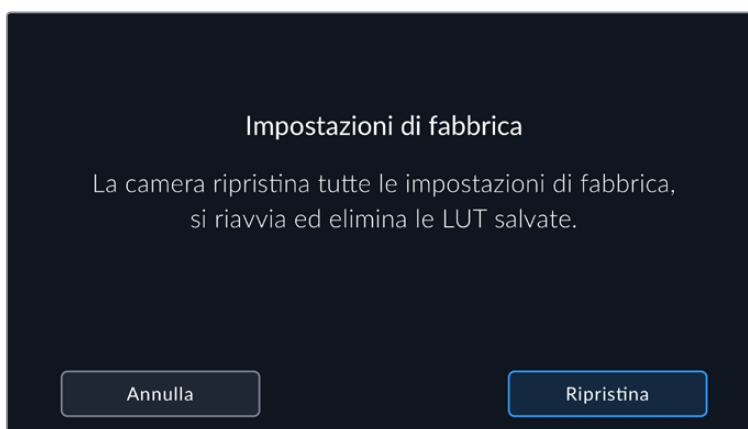 Impostazioni di fabbrica
La camera ripristina tutte le impostazioni di fabbrica,
si riavvia ed elimina le LUT salvate.
Annulla
Ripristina